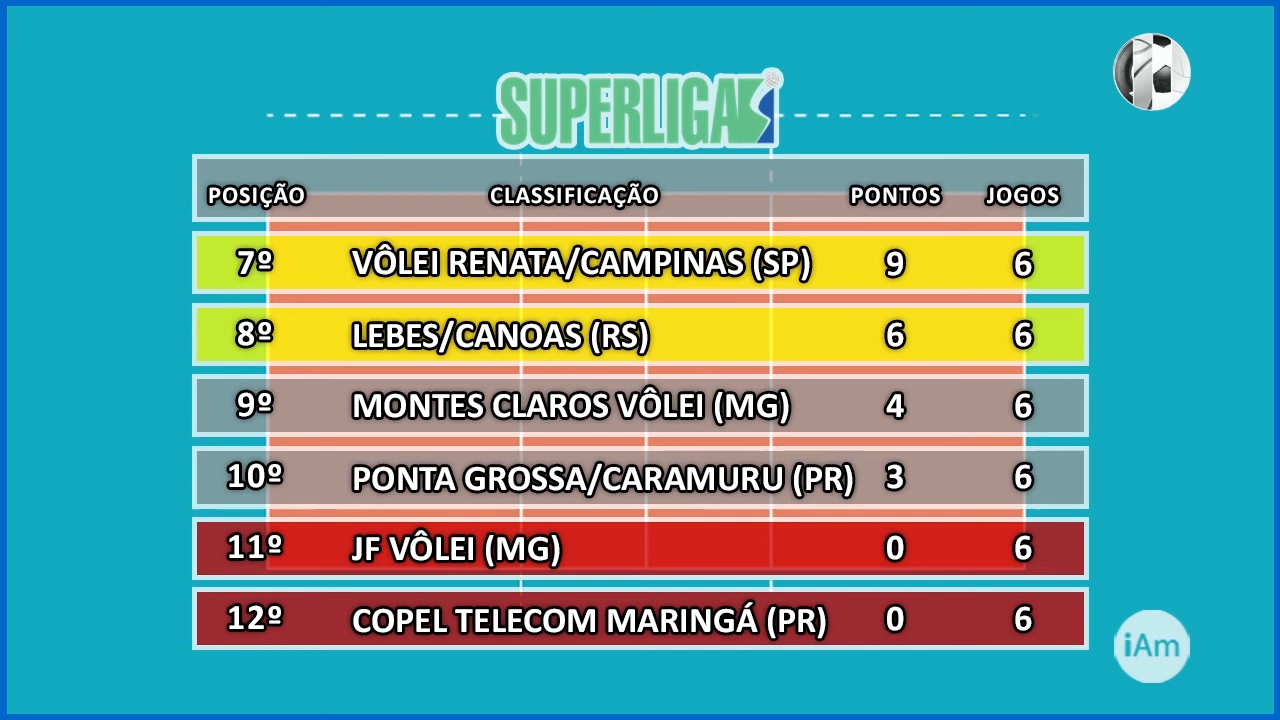 SUPERLIGA
POSIÇÃO CLASSIFICAÇÃO PONTOS JOGOS
7º VÔLEI RENATA/CAMPINAS (SP) 9 6
8º LEBES/CANOAS (RS) 6 6
9º MONTES CLAROS VÔLEI (MG) 4 6
10º PONTA GROSSA/CARAMURU (PR) 3 6
11º JF VÔLEI (MG) 0 6
12º COPEL TELECOM MARINGÁ (PR) 0 6
iAm